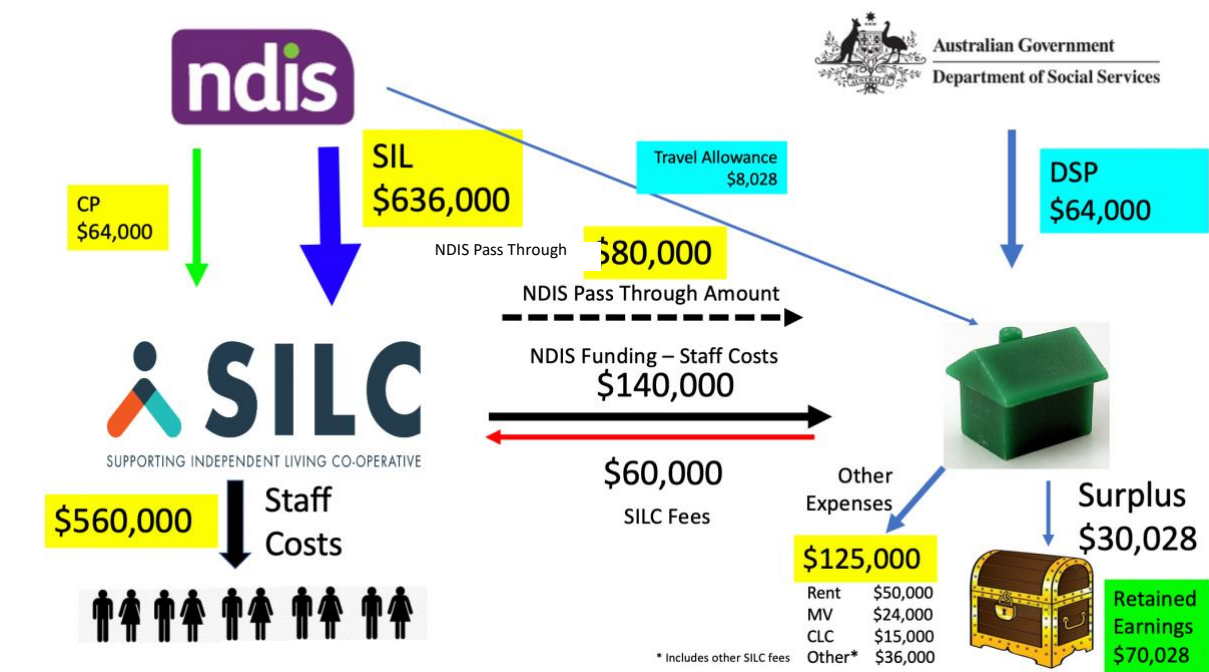 ndis
Australian Government
Department of Social Services
AUSTRALIA
CP
$64,000
SIL
$636,000
Travel Allowance
$8,028
DSP
$64,000
NDIS Pass Through
$80,000
NDIS Pass Through Amount
NDIS Funding – Staff Costs
$140,000
SILC
SUPPORTING INDEPENDENT LIVING CO-OPERATIVE
$60,000
SILC Fees
$560,000
Staff
Costs
Other
Expenses
$125,000
Rent $50,000
MV $24,000
CLC $15,000
Other* $36,000
* Includes other SILC fees
Surplus
$30,028
Retained
Earnings
$70,028